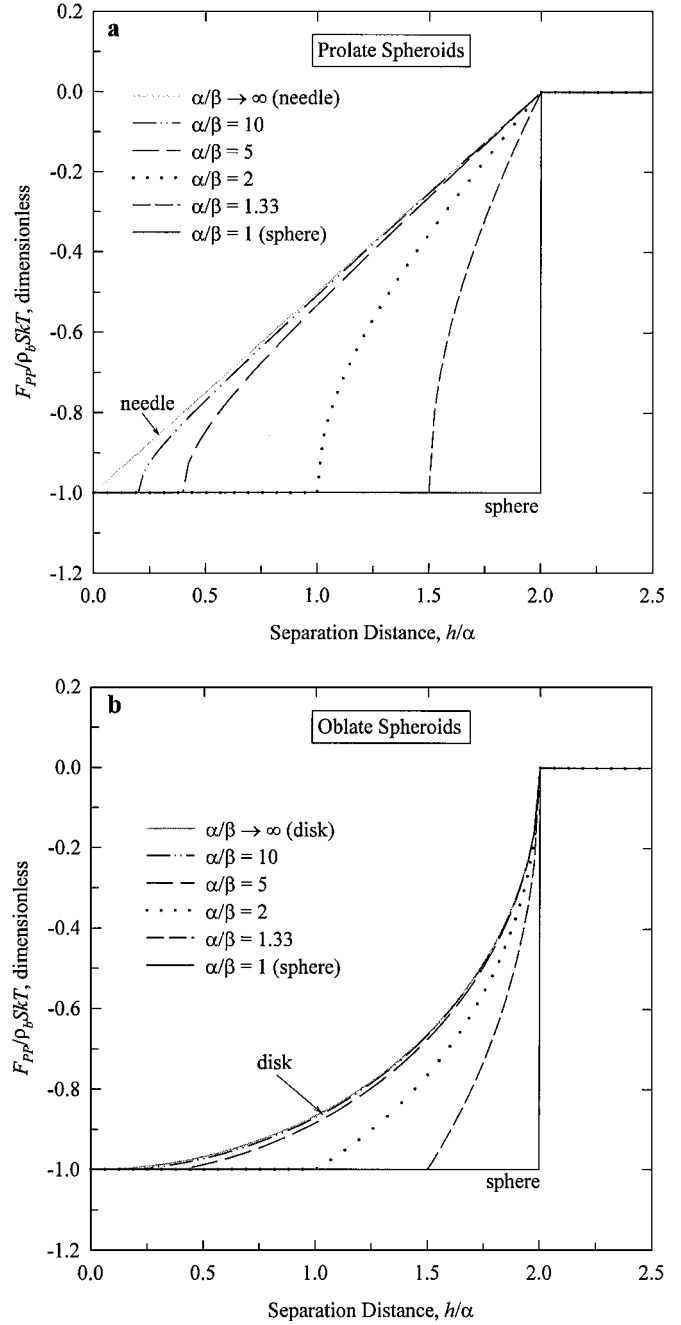 a
Prolate Spheroids
α/β → ∞ (needle)
α/β = 10
α/β = 5
α/β = 2
α/β = 1.33
α/β = 1 (sphere)
needle
sphere
0.2
0.0
-0.2
-0.4
-0.6
-0.8
-1.0
-1.2
F_PP/ρ_bSkT, dimensionless
0.0 0.5 1.0 1.5 2.0 2.5
Separation Distance, h/α
b
Oblate Spheroids
α/β → ∞ (disk)
α/β = 10
α/β = 5
α/β = 2
α/β = 1.33
α/β = 1 (sphere)
disk
sphere
0.2
0.0
-0.2
-0.4
-0.6
-0.8
-1.0
-1.2
F_PP/ρ_bSkT, dimensionless
0.0 0.5 1.0 1.5 2.0 2.5
Separation Distance, h/α